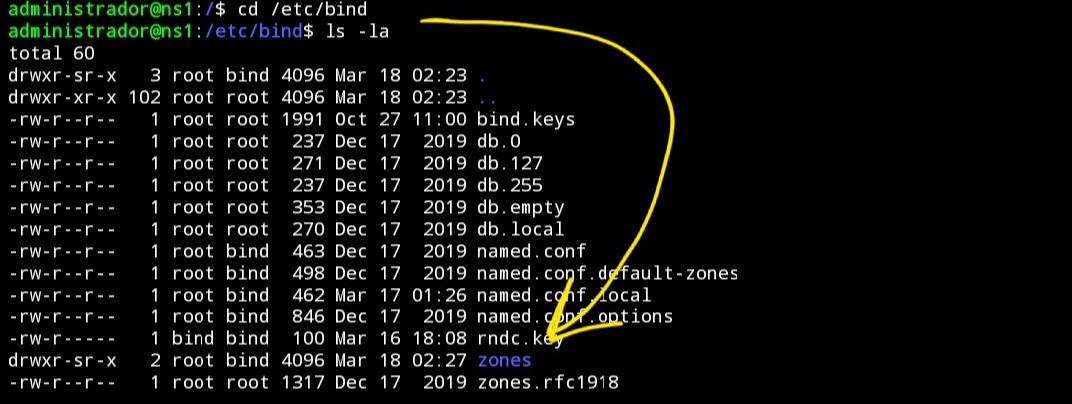 administrador@ns1:/$ cd /etc/bind
administrador@ns1:/etc/bind$ ls -la
total 60
drwxr-sr-x   3 root bind 4096 Mar 18 02:23 .
drwxr-xr-x 102 root root 4096 Mar 18 02:23 ..
-rw-r--r--   1 root root 1991 Oct 27 11:00 bind.keys
-rw-r--r--   1 root root  237 Dec 17  2019 db.0
-rw-r--r--   1 root root  271 Dec 17  2019 db.127
-rw-r--r--   1 root root  237 Dec 17  2019 db.255
-rw-r--r--   1 root root  353 Dec 17  2019 db.empty
-rw-r--r--   1 root root  270 Dec 17  2019 db.local
-rw-r--r--   1 root bind  463 Dec 17  2019 named.conf
-rw-r--r--   1 root bind  498 Dec 17  2019 named.conf.default-zones
-rw-r--r--   1 root bind  462 Mar 17 01:26 named.conf.local
-rw-r--r--   1 root bind  846 Dec 17  2019 named.conf.options
-rw-r-----   1 bind bind  100 Mar 16 18:08 rndc.key
drwxr-sr-x   2 root bind 4096 Mar 18 02:27 zones
-rw-r--r--   1 root root 1317 Dec 17  2019 zones.rfc1918